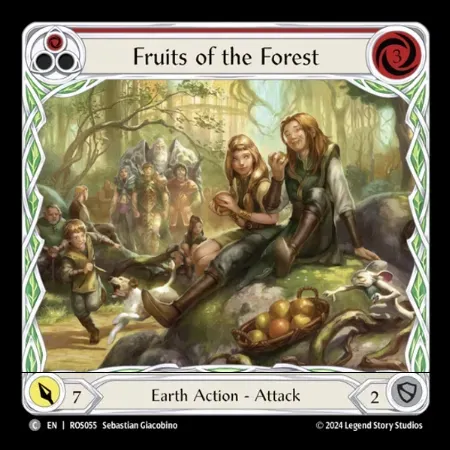 Fruits of the Forest
3
7
Earth Action - Attack
2
C EN | ROS055 Sebastian Giacobino
© 2024 Legend Story Studios